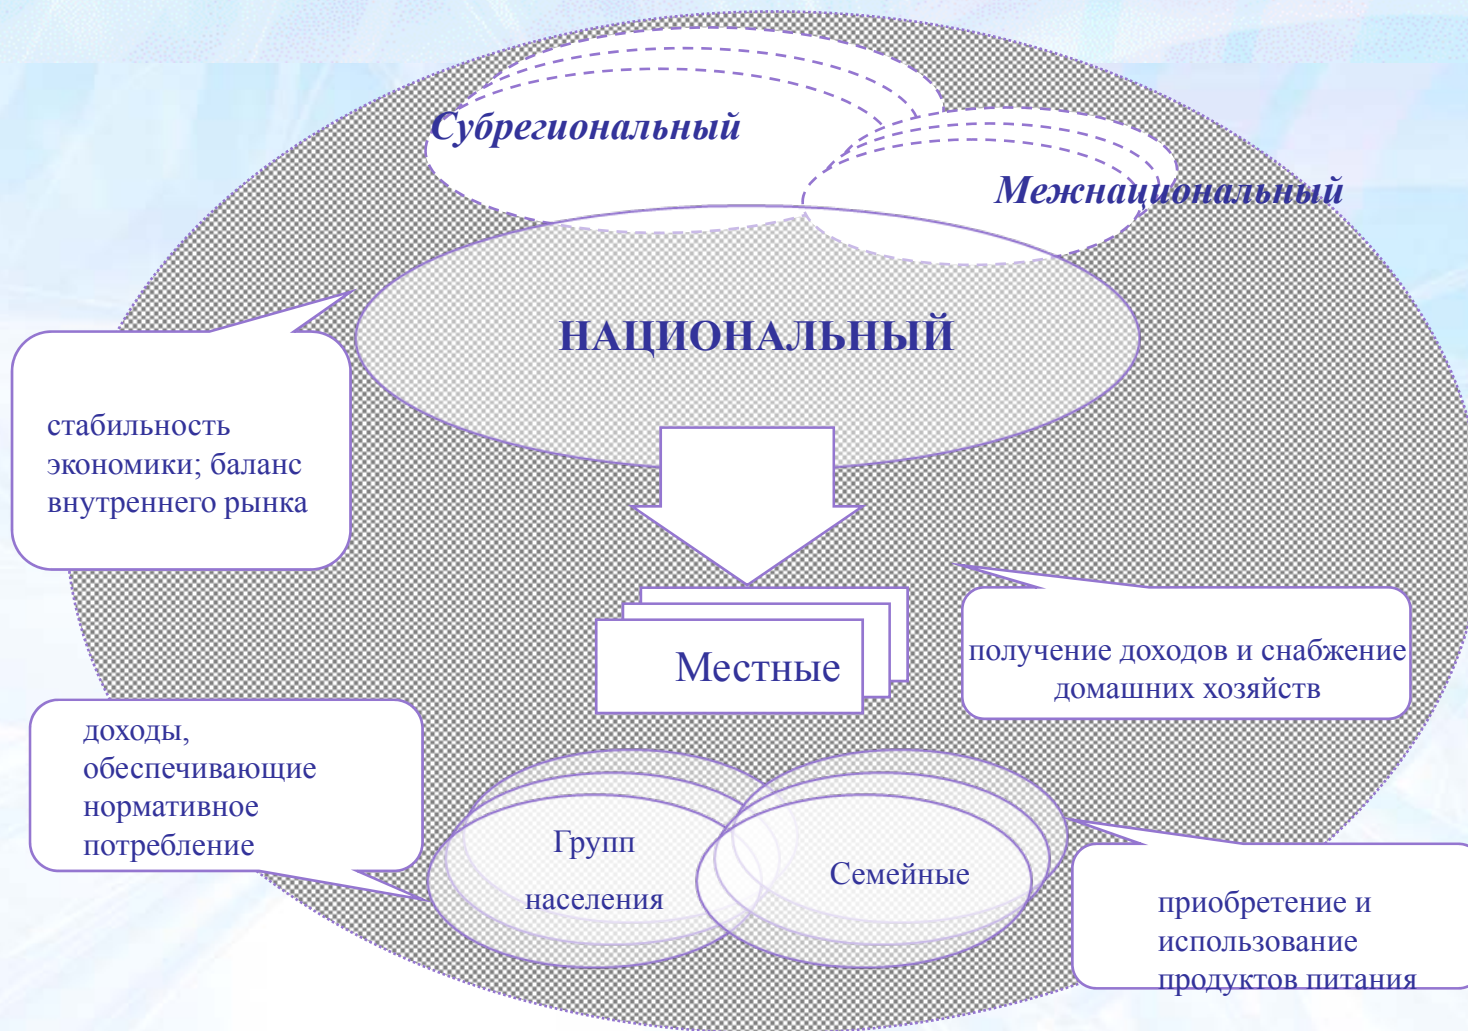 Субрегиональный
Межнациональный
НАЦИОНАЛЬНЫЙ
стабильность
экономики; баланс
внутреннего рынка
Местные
получение доходов и снабжение
домашних хозяйств
доходы,
обеспечивающие
нормативное
потребление
Групп
населения
Семейные
приобретение и
использование
продуктов питания